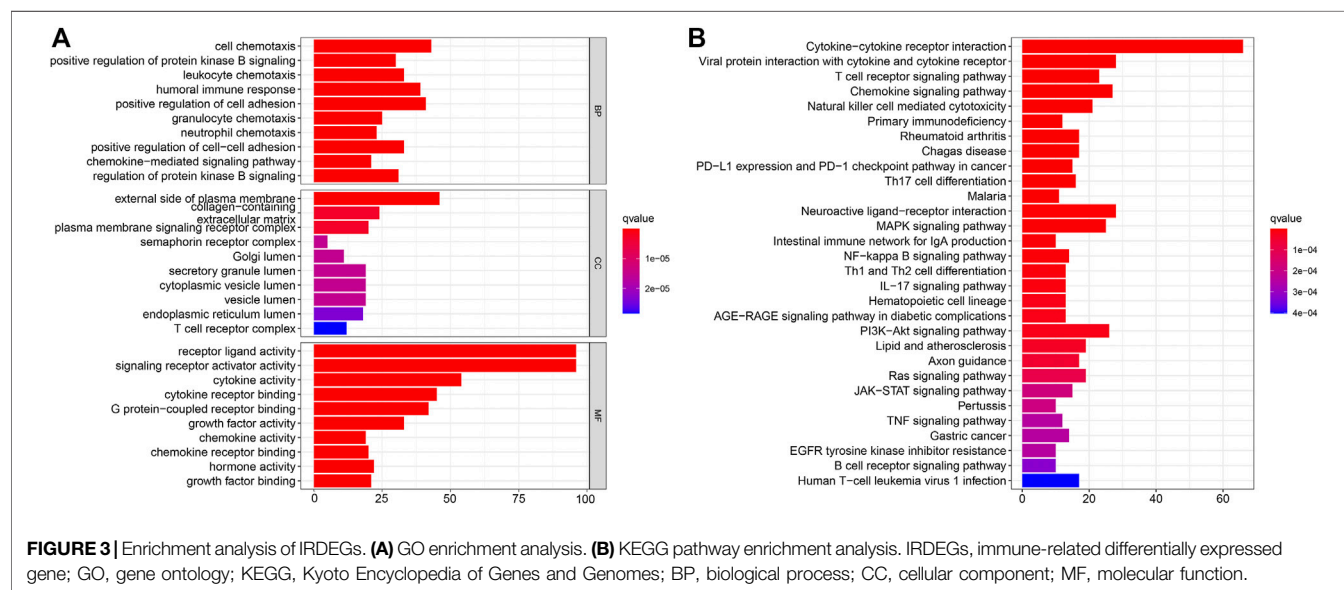 A
cell chemotaxis
positive regulation of protein kinase B signaling
leukocyte chemotaxis
humoral immune response
positive regulation of cell adhesion
granulocyte chemotaxis
neutrophil chemotaxis
positive regulation of cell-cell adhesion
chemokine-mediated signaling pathway
regulation of protein kinase B signaling
BP
external side of plasma membrane
collagen-containing
extracellular matrix
plasma membrane signaling receptor complex
semaphorin receptor complex
Golgi lumen
secretory granule lumen
cytoplasmic vesicle lumen
vesicle lumen
endoplasmic reticulum lumen
T cell receptor complex
CC
receptor ligand activity
signaling receptor activator activity
cytokine activity
cytokine receptor binding
G protein-coupled receptor binding
growth factor activity
chemokine activity
chemokine receptor binding
hormone activity
growth factor binding
MF
0 25 50 75 100
qvalue
1e-05
2e-05
B
Cytokine-cytokine receptor interaction
Viral protein interaction with cytokine and cytokine receptor
T cell receptor signaling pathway
Chemokine signaling pathway
Natural killer cell mediated cytotoxicity
Primary immunodeficiency
Rheumatoid arthritis
Chagas disease
PD-L1 expression and PD-1 checkpoint pathway in cancer
Th17 cell differentiation
Malaria
Neuroactive ligand-receptor interaction
MAPK signaling pathway
Intestinal immune network for IgA production
NF-kappa B signaling pathway
Th1 and Th2 cell differentiation
IL-17 signaling pathway
Hematopoietic cell lineage
AGE-RAGE signaling pathway in diabetic complications
PI3K-Akt signaling pathway
Lipid and atherosclerosis
Axon guidance
Ras signaling pathway
JAK-STAT signaling pathway
Pertussis
TNF signaling pathway
Gastric cancer
EGFR tyrosine kinase inhibitor resistance
B cell receptor signaling pathway
Human T-cell leukemia virus 1 infection
0 20 40 60
qvalue
1e-04
2e-04
3e-04
4e-04
FIGURE 3 | Enrichment analysis of IRDEGs. (A) GO enrichment analysis. (B) KEGG pathway enrichment analysis. IRDEGs, immune-related differentially expressed
gene; GO, gene ontology; KEGG, Kyoto Encyclopedia of Genes and Genomes; BP, biological process; CC, cellular component; MF, molecular function.